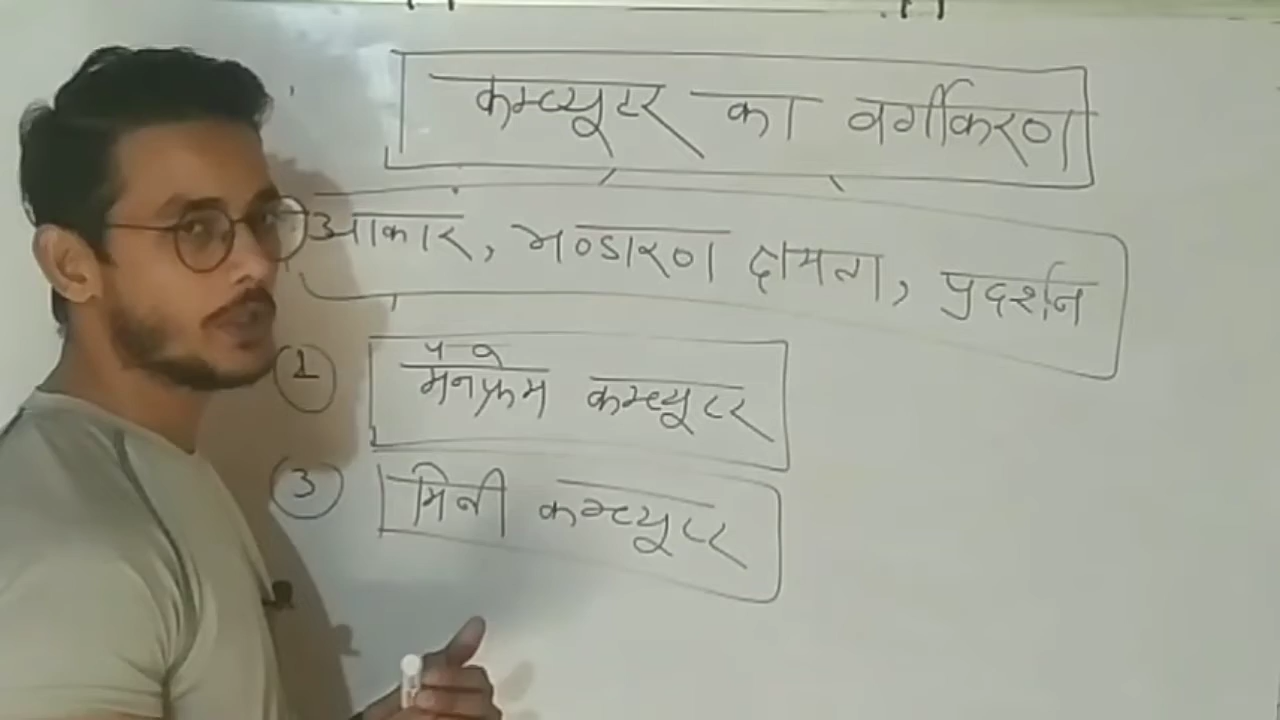 कम्प्यूटर का वर्गीकरण
आकार, भण्डारण क्षमता, प्रदर्शन
1 मेनफ्रेम कम्प्यूटर
3 मिनी कम्प्यूटर